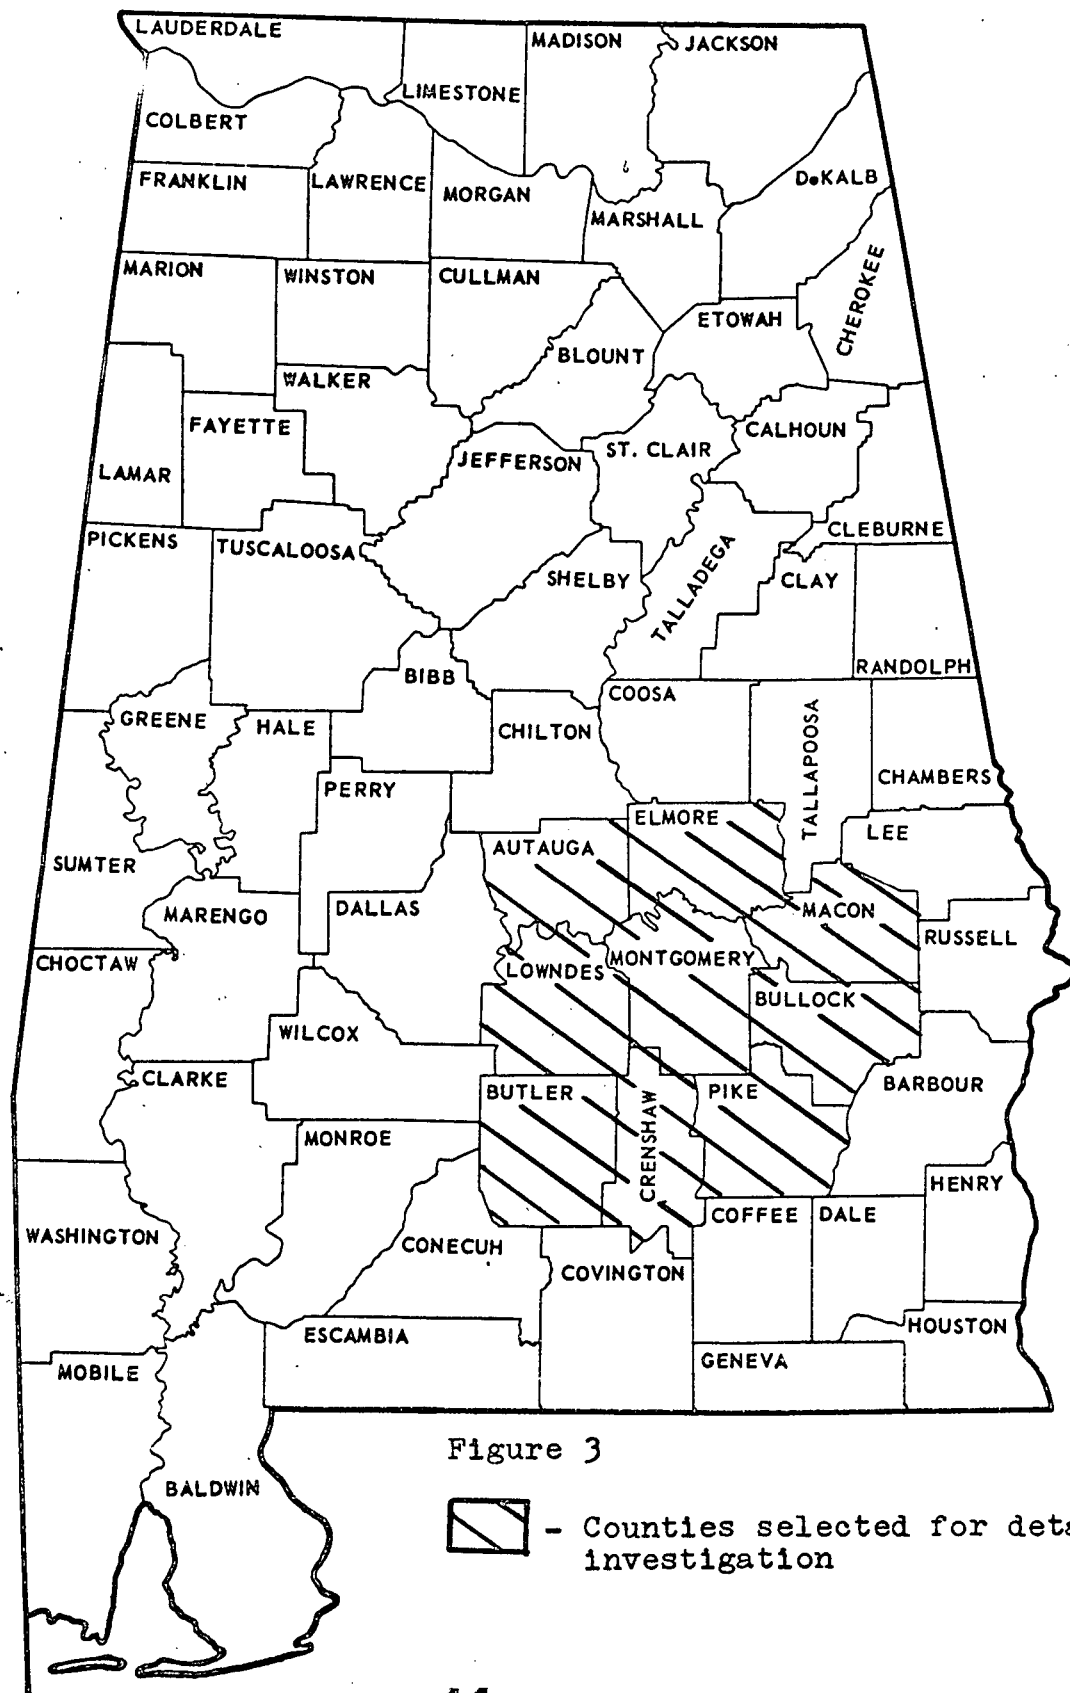 LAUDERDALE
MADISON
JACKSON
LIMESTONE
COLBERT
FRANKLIN
LAWRENCE
MORGAN
DeKALB
MARSHALL
MARION
WINSTON
CULLMAN
CHEROKEE
ETOWAH
BLOUNT
WALKER
FAYETTE
CALHOUN
ST. CLAIR
JEFFERSON
LAMAR
PICKENS
TUSCALOOSA
CLEBURNE
SHELBY
TALLADEGA
CLAY
RANDOLPH
BIBB
COOSA
GREENE
HALE
CHILTON
TALLAPOOSA
PERRY
CHAMBERS
ELMORE
LEE
AUTAUGA
SUMTER
MARENGO
DALLAS
MACON
RUSSELL
CHOCTAW
LOWNDES
MONTGOMERY
BULLOCK
WILCOX
CLARKE
BUTLER
CRENSHAW
PIKE
BARBOUR
MONROE
HENRY
WASHINGTON
CONECUH
COFFEE
DALE
COVINGTON
ESCAMBIA
HOUSTON
MOBILE
GENEVA
BALDWIN
Figure 3
- Counties selected for deta
investigation